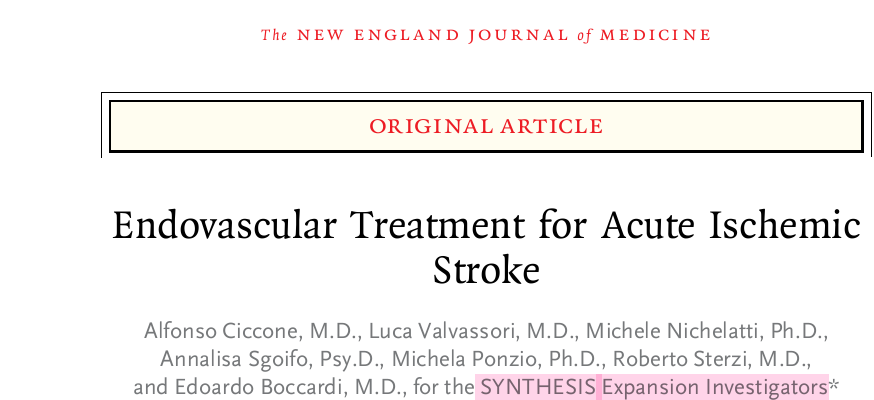 The NEW ENGLAND JOURNAL of MEDICINE
ORIGINAL ARTICLE
Endovascular Treatment for Acute Ischemic
Stroke
Alfonso Ciccone, M.D., Luca Valvassori, M.D., Michele Nichelatti, Ph.D.,
Annalisa Sgoifo, Psy.D., Michela Ponzio, Ph.D., Roberto Sterzi, M.D.,
and Edoardo Boccardi, M.D., for the SYNTHESIS Expansion Investigators*